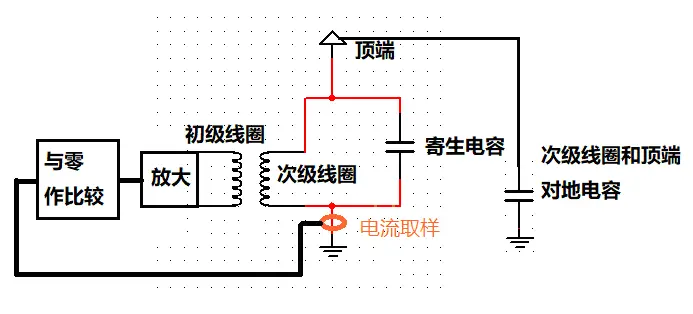 顶端
初级线圈
寄生电容
与零
作比较
放大
次级线圈
次级线圈和顶端
对地电容
电流取样